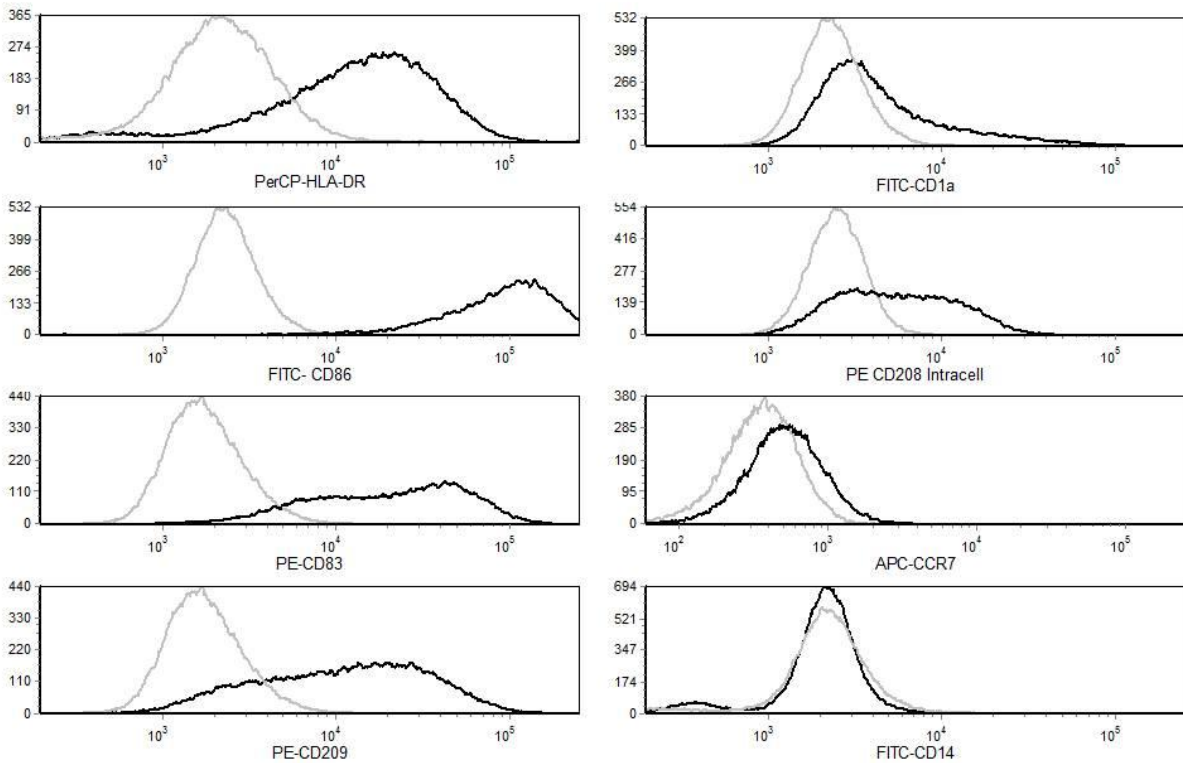 365
274
183
91
0
10³ 10⁴ 10⁵
PerCP-HLA-DR
532
399
266
133
0
10³ 10⁴ 10⁵
FITC-CD1a
532
399
266
133
0
10³ 10⁴ 10⁵
FITC- CD86
554
416
277
139
0
10³ 10⁴ 10⁵
PE CD208 Intracell
440
330
220
110
0
10³ 10⁴ 10⁵
PE-CD83
380
285
190
95
0
10² 10³ 10⁴ 10⁵
APC-CCR7
440
330
220
110
0
10³ 10⁴ 10⁵
PE-CD209
694
521
347
174
0
10³ 10⁴ 10⁵
FITC-CD14